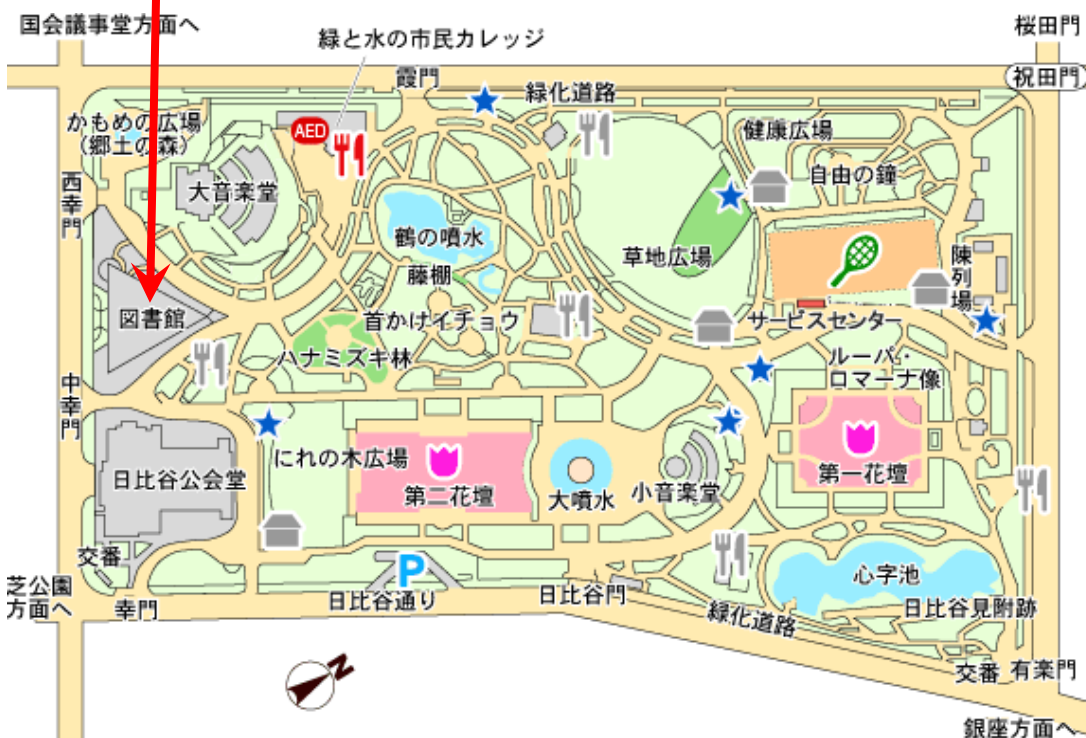 国会議事堂方面へ
桜田門
緑と水の市民カレッジ
霞門
祝田門
緑化道路
かもめの広場
(郷土の森)
AED
健康広場
西幸門
大音楽堂
自由の鐘
鶴の噴水
草地広場
陳列場
藤棚
図書館
首かけイチョウ
サービスセンター
ハナミズキ林
ルーパ・
ロマーナ像
中幸門
にれの木広場
日比谷公会堂
第二花壇
大噴水
小音楽堂
第一花壇
交番
P
心字池
芝公園
方面へ
幸門
日比谷通り
日比谷門
緑化道路
日比谷見附跡
N
交番
有楽門
銀座方面へ